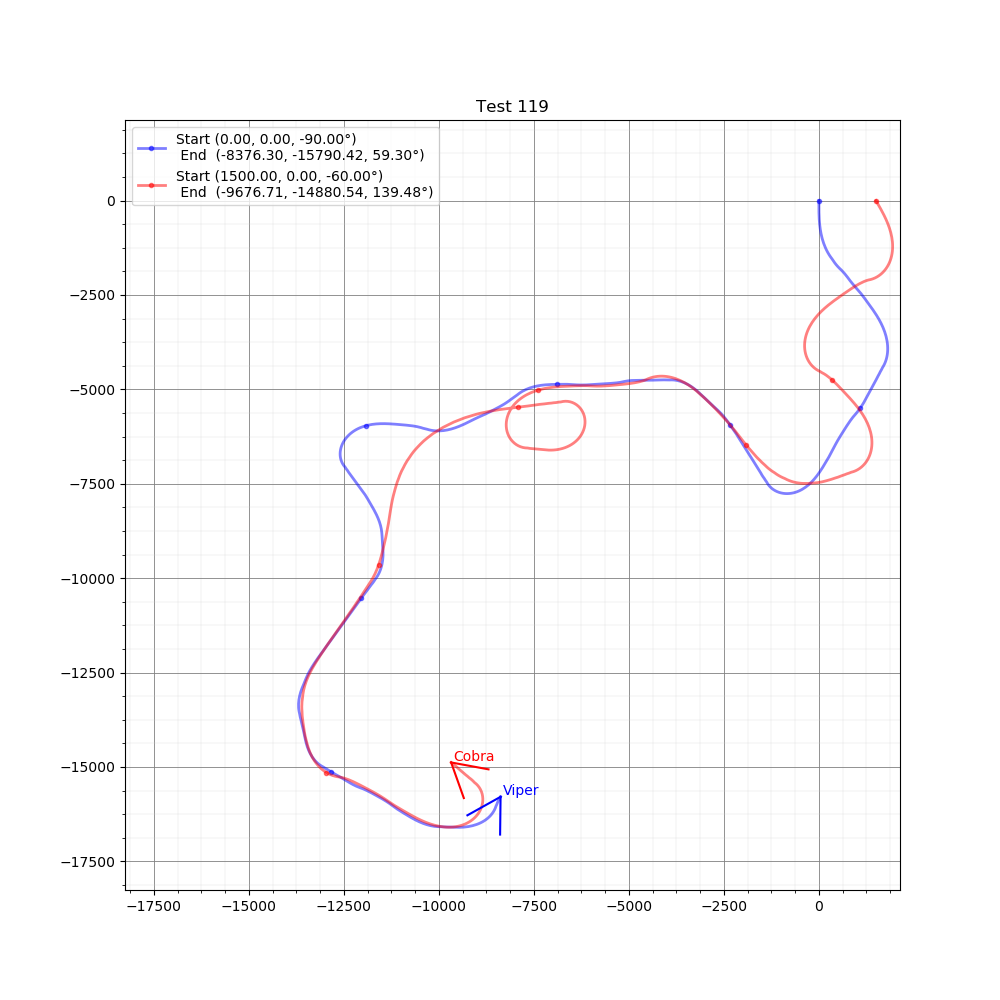 Test 119
Start (0.00, 0.00, -90.00°)
End (-8376.30, -15790.42, 59.30°)
Start (1500.00, 0.00, -60.00°)
End (-9676.71, -14880.54, 139.48°)
0
−2500
−5000
−7500
−10000
−12500
−15000
−17500
Cobra
Viper
−17500 −15000 −12500 −10000 −7500 −5000 −2500 0